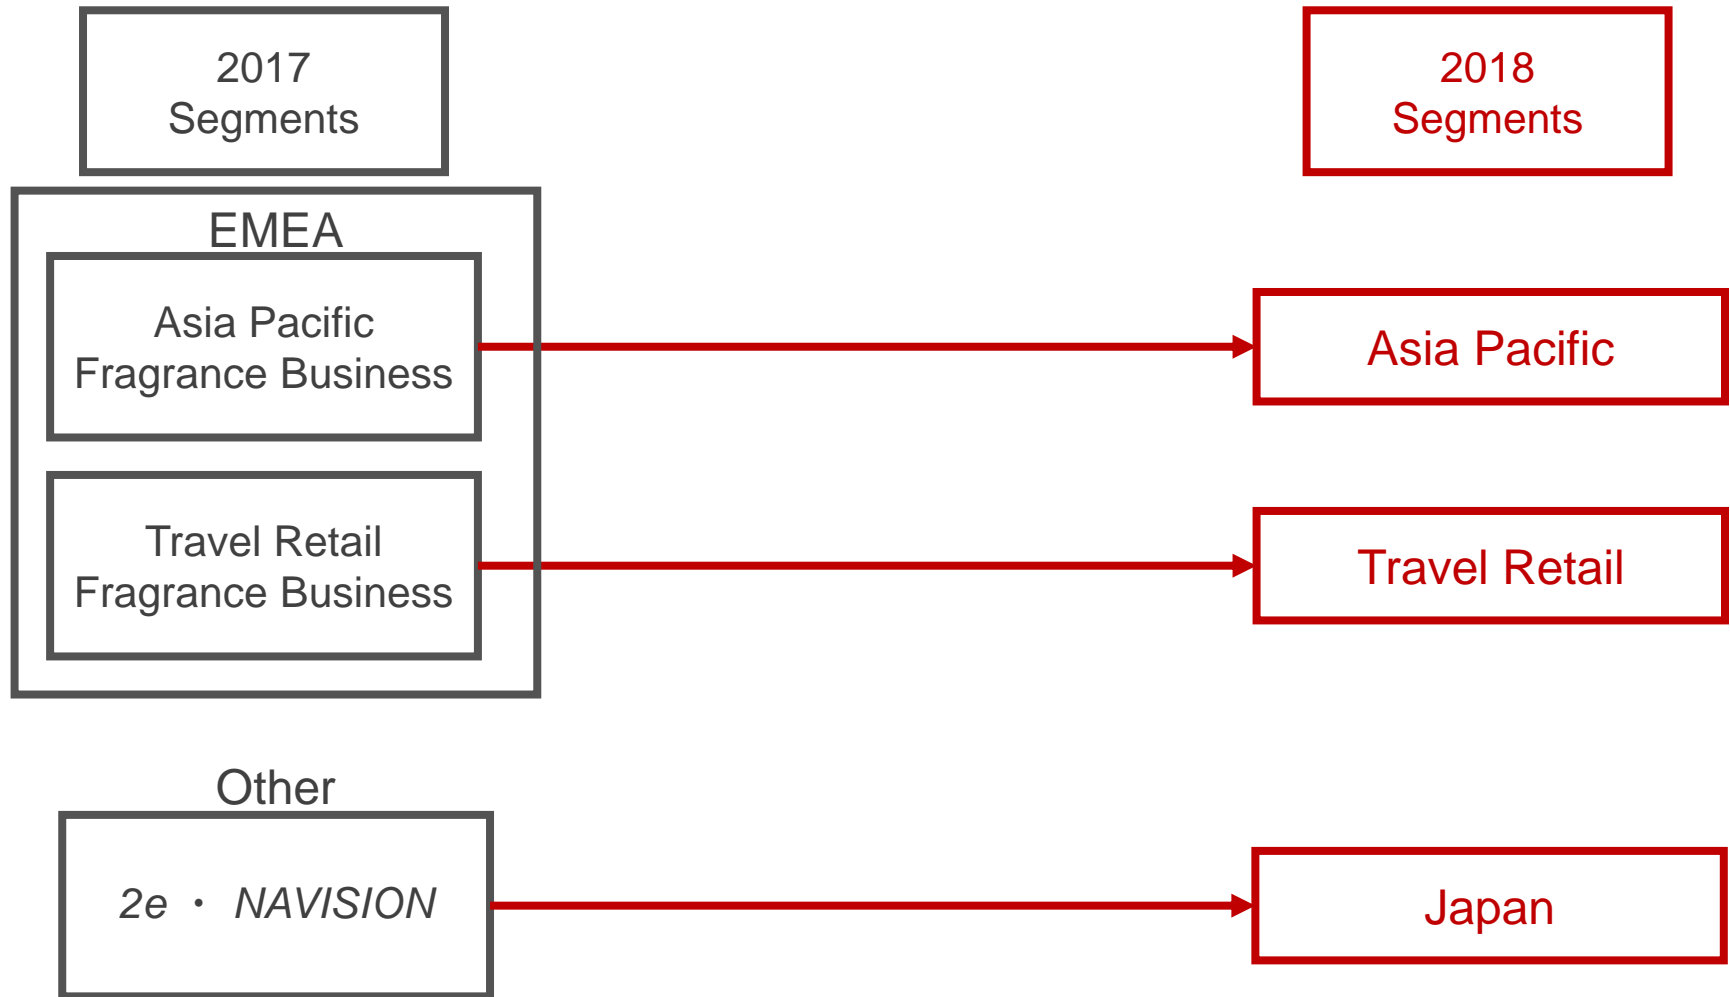 2017
Segments
2018
Segments
EMEA
Asia Pacific
Fragrance Business
Asia Pacific
Travel Retail
Fragrance Business
Travel Retail
Other
2e ・ NAVISION
Japan